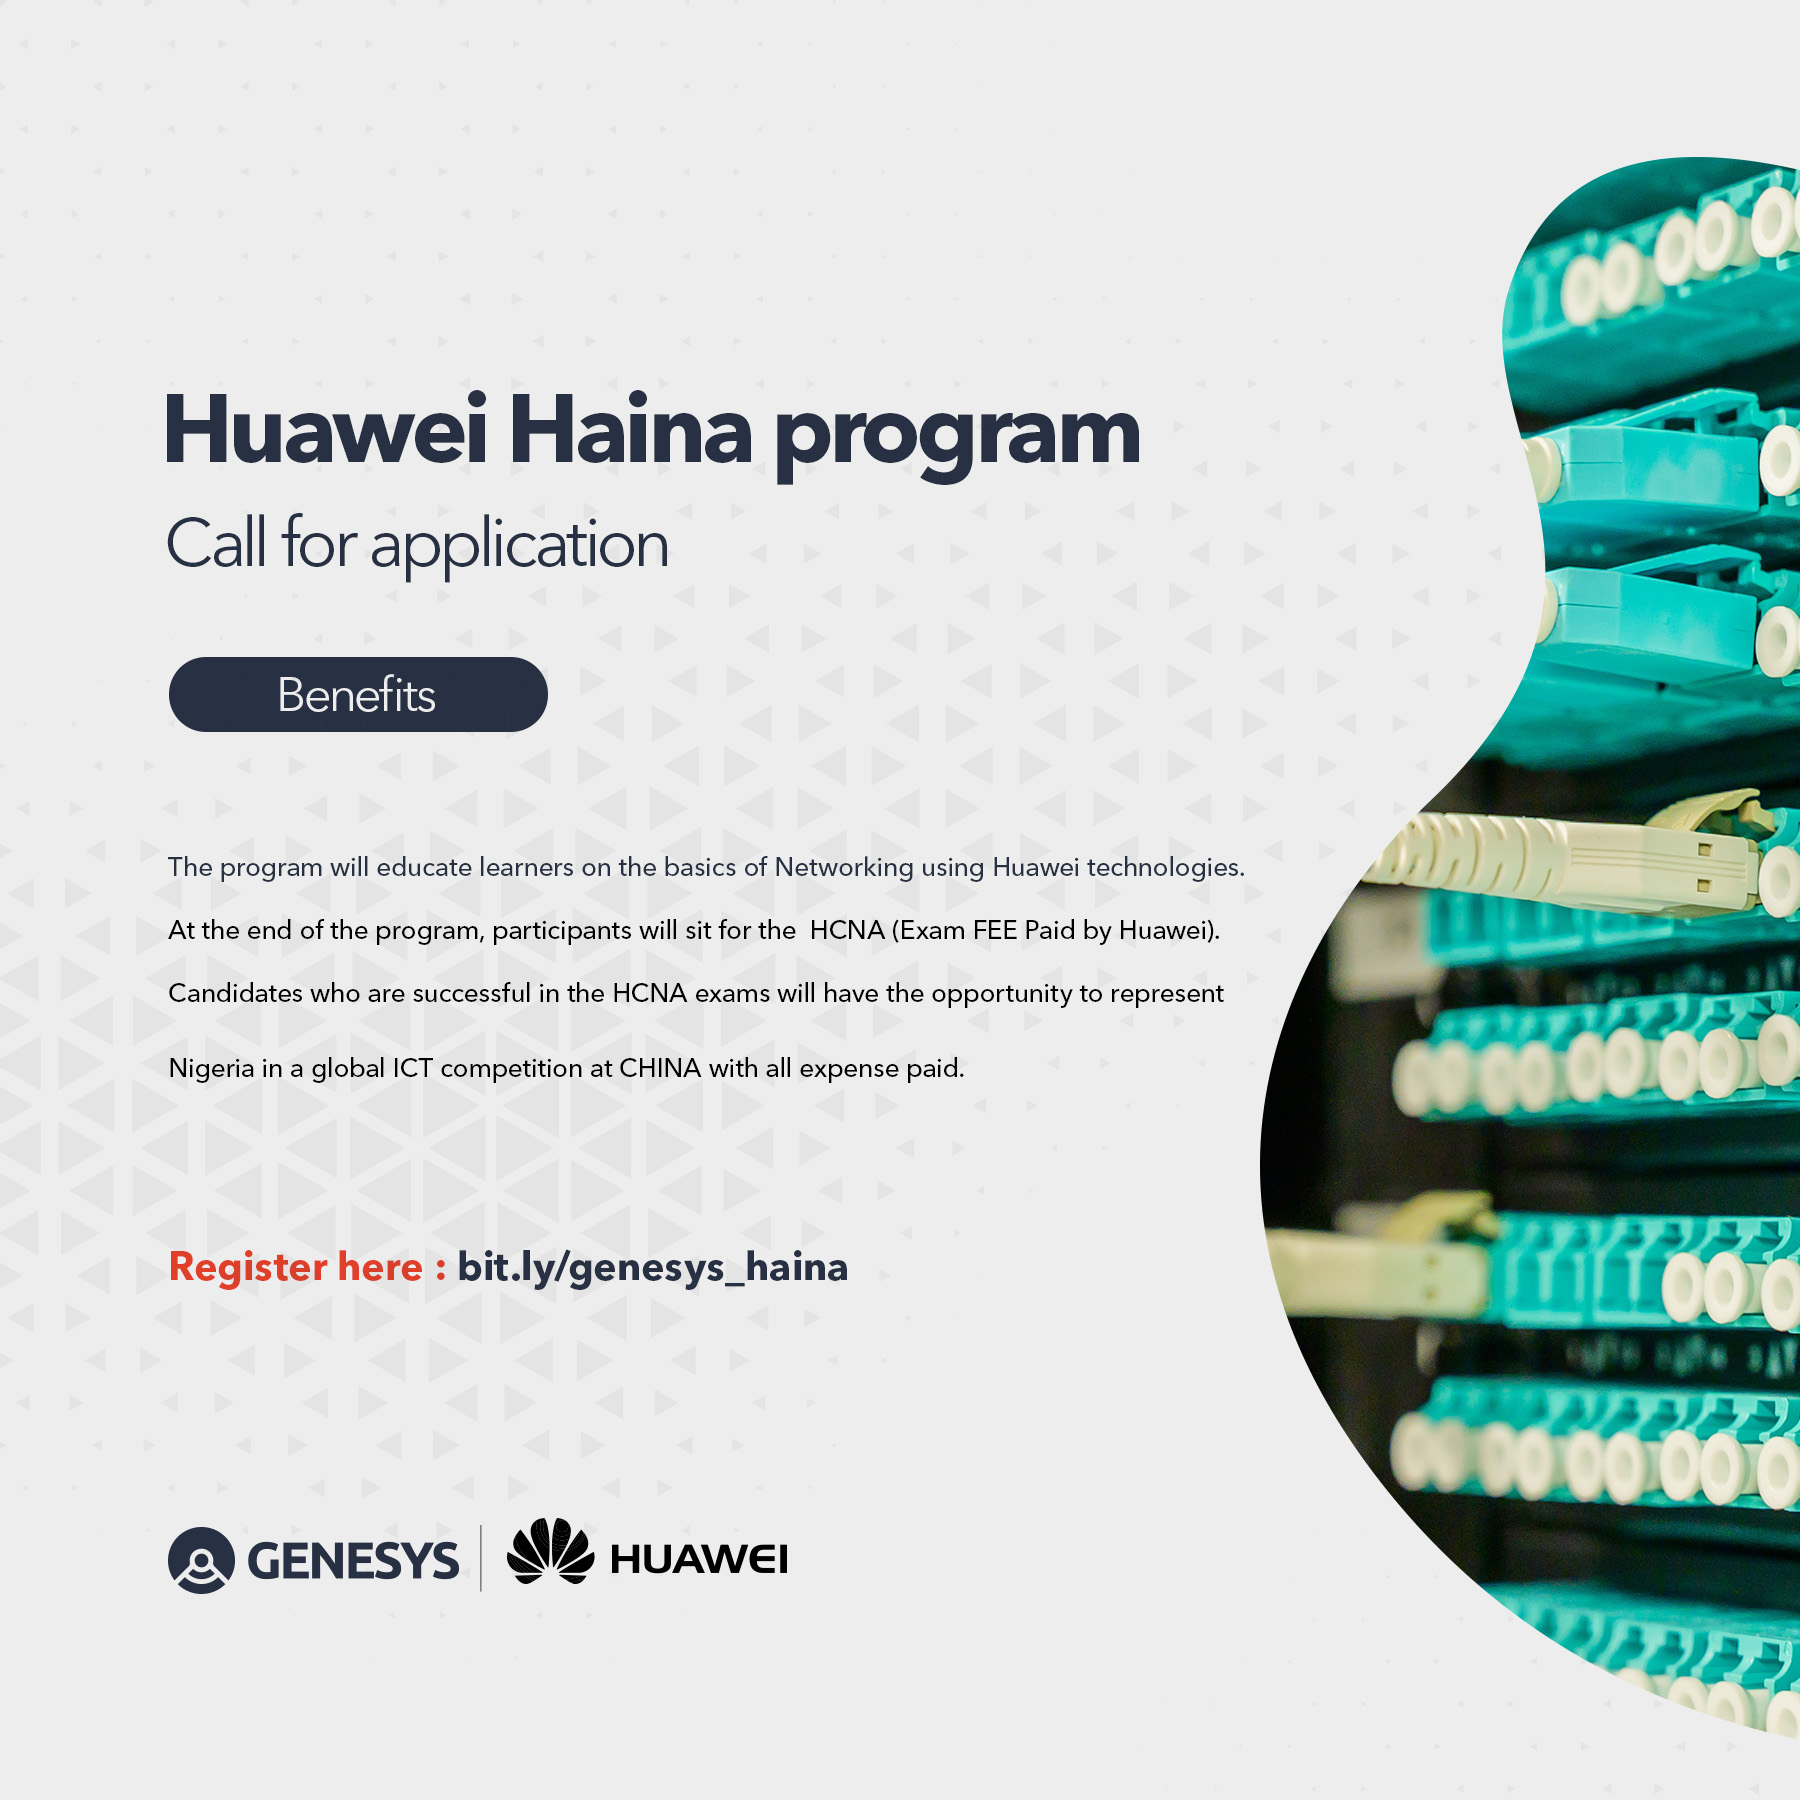 Huawei Haina program
Call for application
Benefits
The program will educate learners on the basics of Networking using Huawei technologies.
At the end of the program, participants will sit for the  HCNA (Exam FEE Paid by Huawei).
Candidates who are successful in the HCNA exams will have the opportunity to represent
Nigeria in a global ICT competition at CHINA with all expense paid.
Register here : bit.ly/genesys_haina
GENESYS | HUAWEI